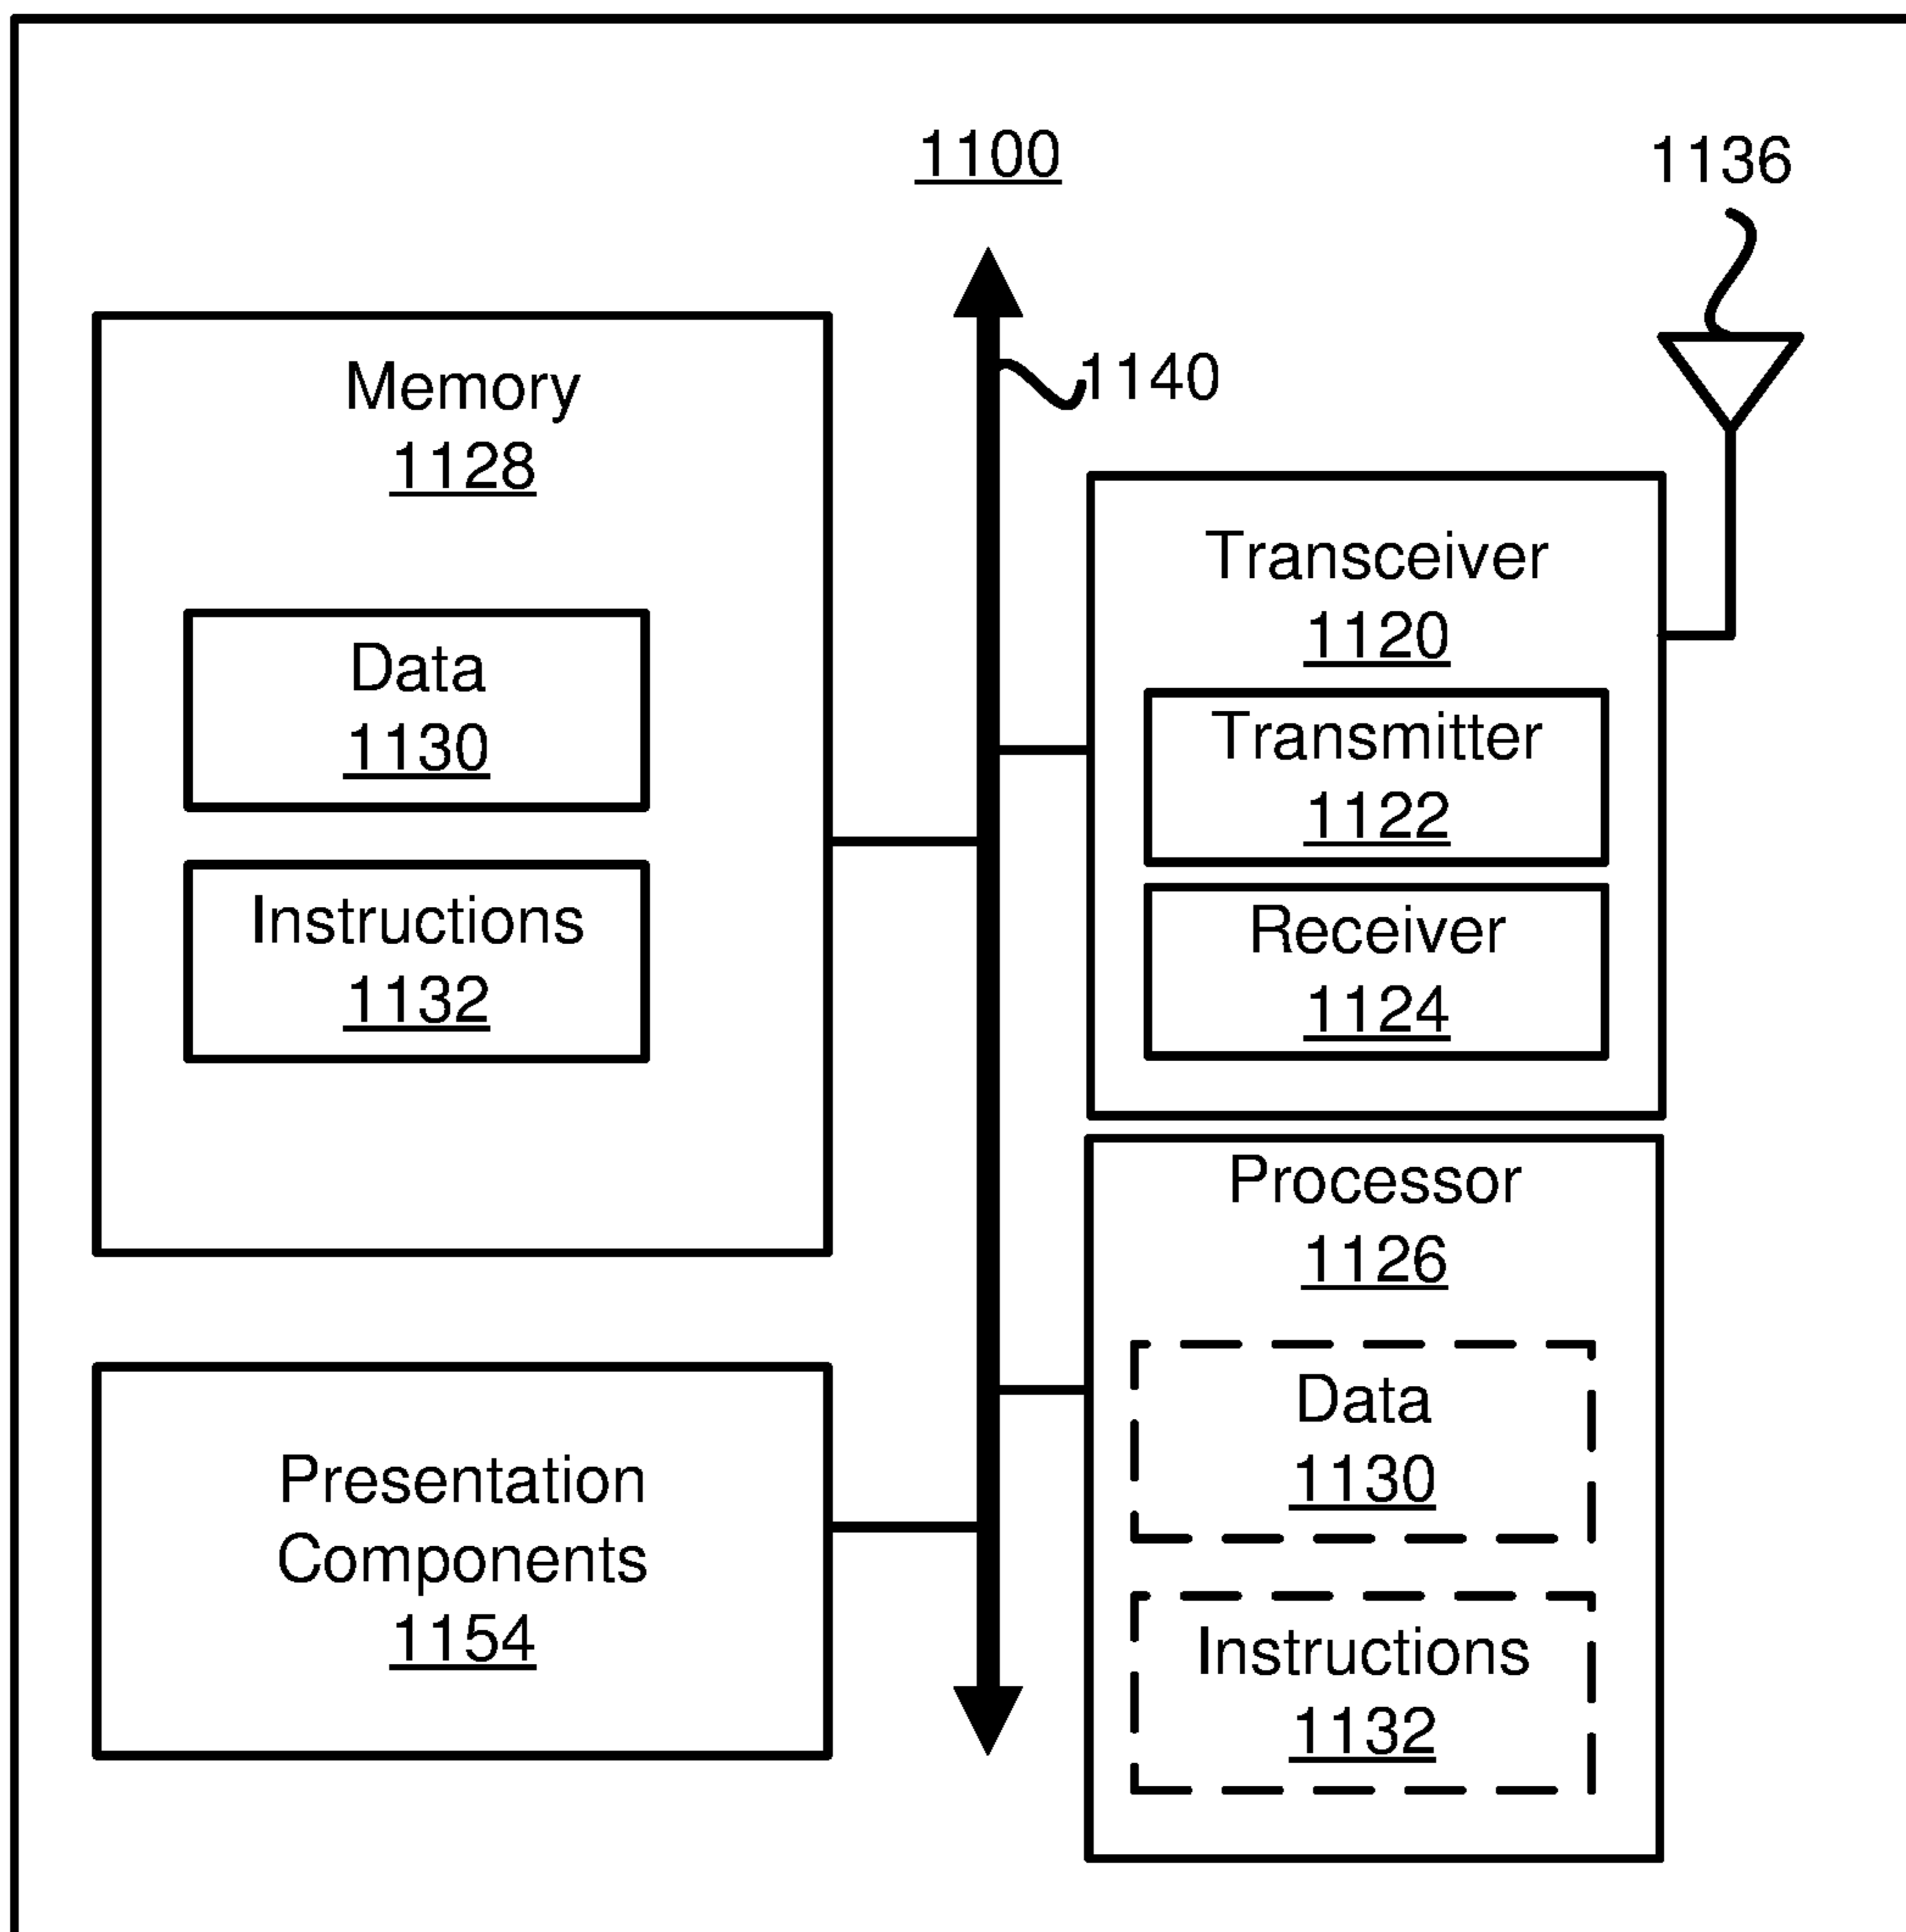 1100
1136
1140
Memory
1128
Data
1130
Instructions
1132
Transceiver
1120
Transmitter
1122
Receiver
1124
Processor
1126
Data
1130
Instructions
1132
Presentation
Components
1154